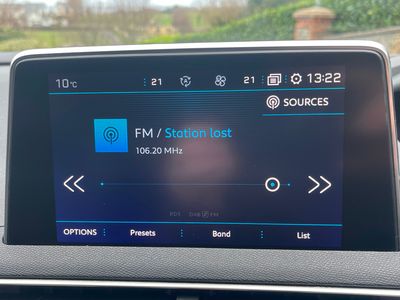 10°C 21 21 13:22
SOURCES
FM / Station lost
106.20 MHz
RDS DAB FM
OPTIONS Presets Band List